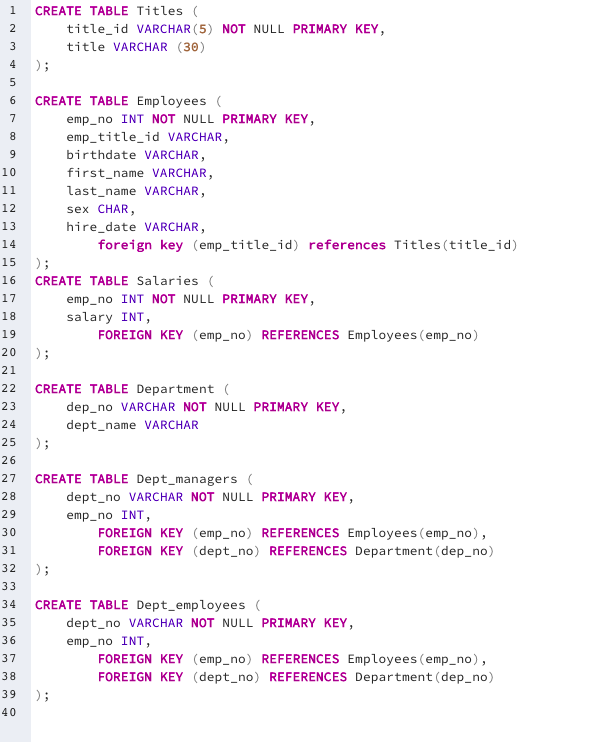 1 CREATE TABLE Titles (
2 title_id VARCHAR(5) NOT NULL PRIMARY KEY,
3 title VARCHAR (30)
4 );
5
6 CREATE TABLE Employees (
7 emp_no INT NOT NULL PRIMARY KEY,
8 emp_title_id VARCHAR,
9 birthdate VARCHAR,
10 first_name VARCHAR,
11 last_name VARCHAR,
12 sex CHAR,
13 hire_date VARCHAR,
14 foreign key (emp_title_id) references Titles(title_id)
15 );
16 CREATE TABLE Salaries (
17 emp_no INT NOT NULL PRIMARY KEY,
18 salary INT,
19 FOREIGN KEY (emp_no) REFERENCES Employees(emp_no)
20 );
21
22 CREATE TABLE Department (
23 dep_no VARCHAR NOT NULL PRIMARY KEY,
24 dept_name VARCHAR
25 );
26
27 CREATE TABLE Dept_managers (
28 dept_no VARCHAR NOT NULL PRIMARY KEY,
29 emp_no INT,
30 FOREIGN KEY (emp_no) REFERENCES Employees(emp_no),
31 FOREIGN KEY (dept_no) REFERENCES Department(dep_no)
32 );
33
34 CREATE TABLE Dept_employees (
35 dept_no VARCHAR NOT NULL PRIMARY KEY,
36 emp_no INT,
37 FOREIGN KEY (emp_no) REFERENCES Employees(emp_no),
38 FOREIGN KEY (dept_no) REFERENCES Department(dep_no)
39 );
40